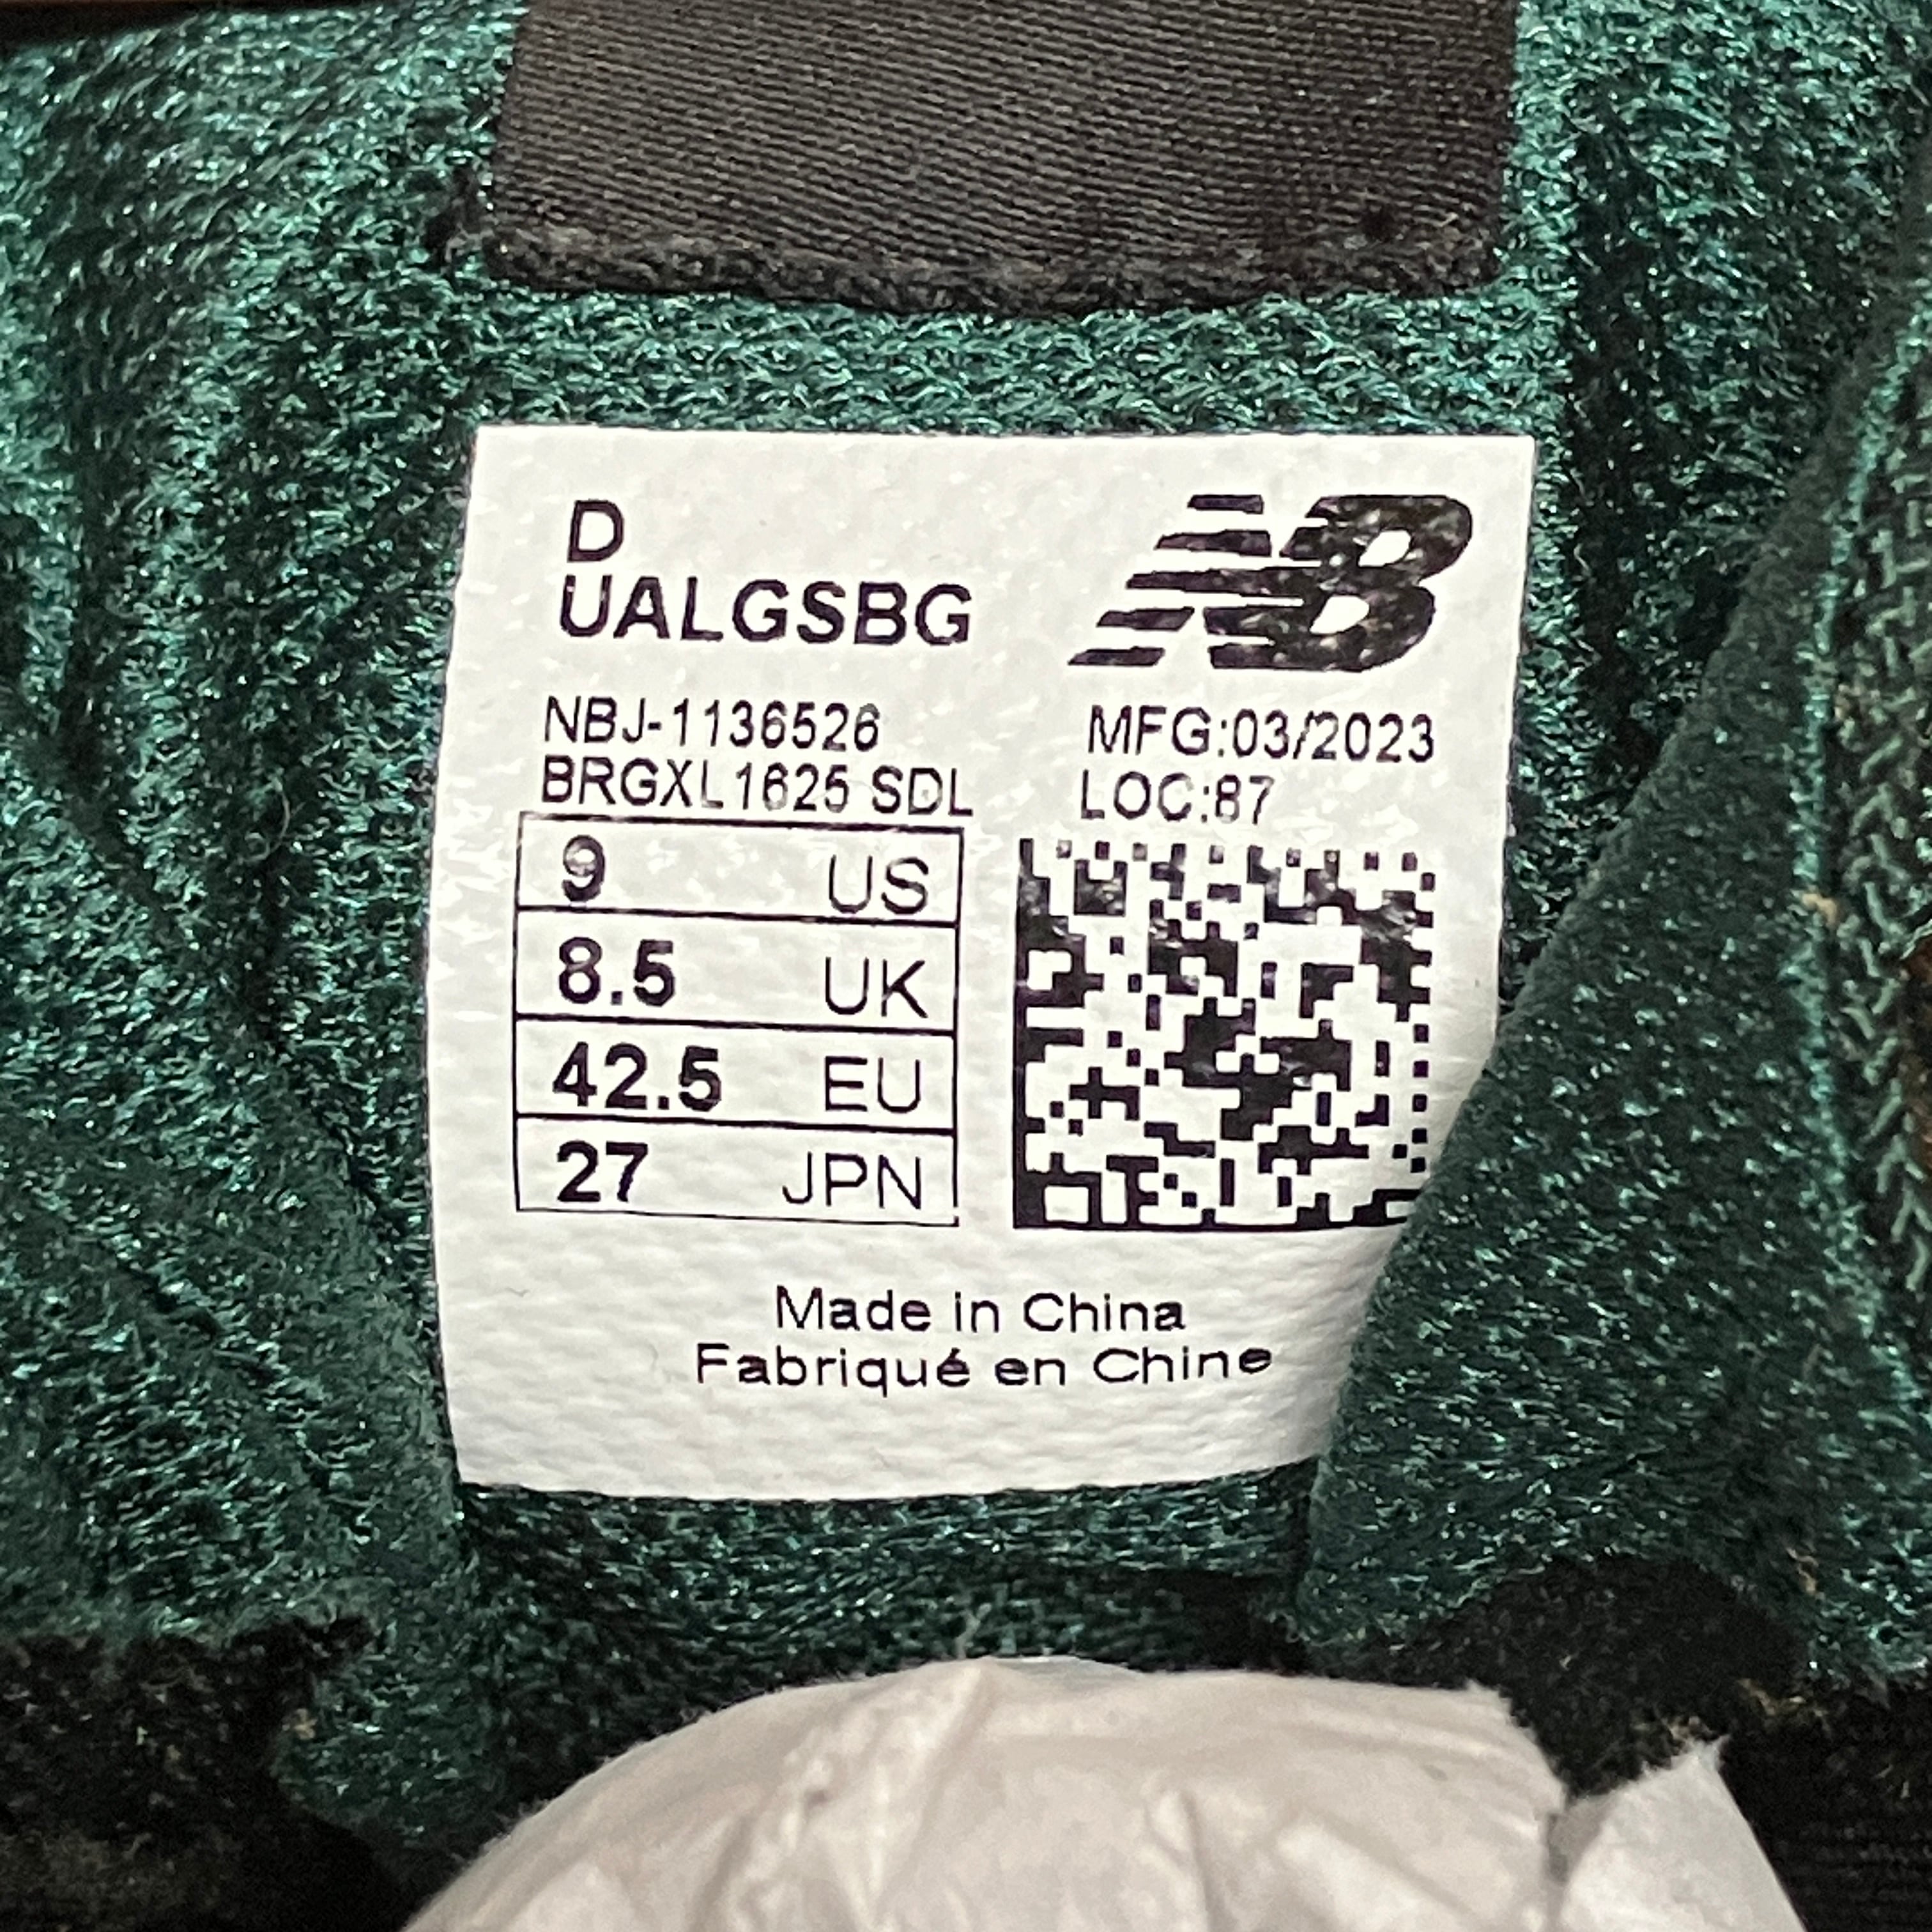 D
UALGSBG
NB
NBJ-1136526
BRGXL1625 SDL
MFG:03/2023
LOC:87
9 US
8.5 UK
42.5 EU
27 JPN
Made in China
Fabriqué en Chine